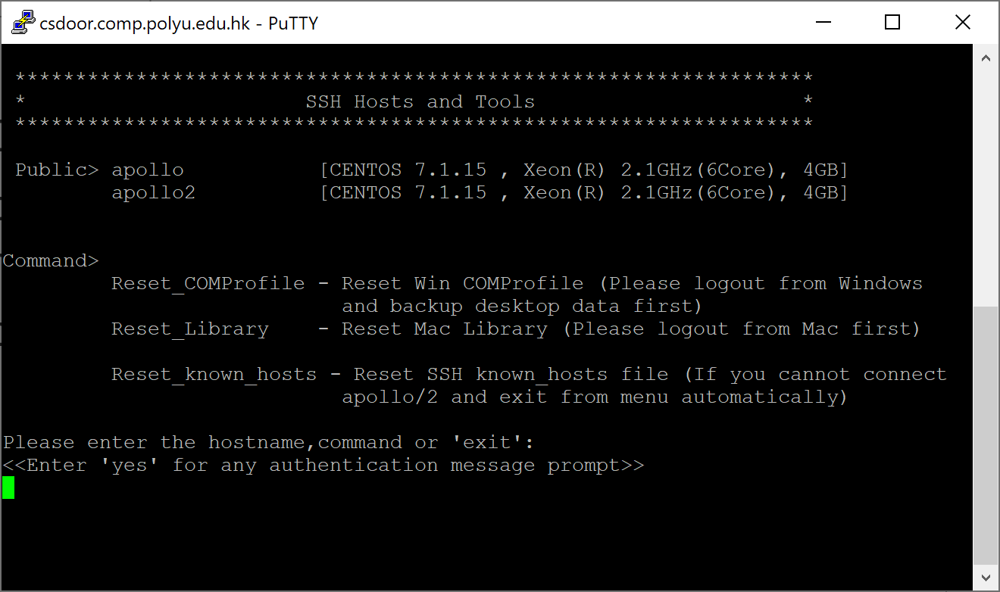 csdoor.comp.polyu.edu.hk - PuTTY
******************************************************************
* SSH Hosts and Tools *
******************************************************************
Public> apollo [CENTOS 7.1.15 , Xeon(R) 2.1GHz(6Core), 4GB]
apollo2 [CENTOS 7.1.15 , Xeon(R) 2.1GHz(6Core), 4GB]
Command>
Reset_COMProfile - Reset Win COMProfile (Please logout from Windows
and backup desktop data first)
Reset_Library - Reset Mac Library (Please logout from Mac first)
Reset_known_hosts - Reset SSH known_hosts file (If you cannot connect
apollo/2 and exit from menu automatically)
Please enter the hostname,command or 'exit':
<<Enter 'yes' for any authentication message prompt>>